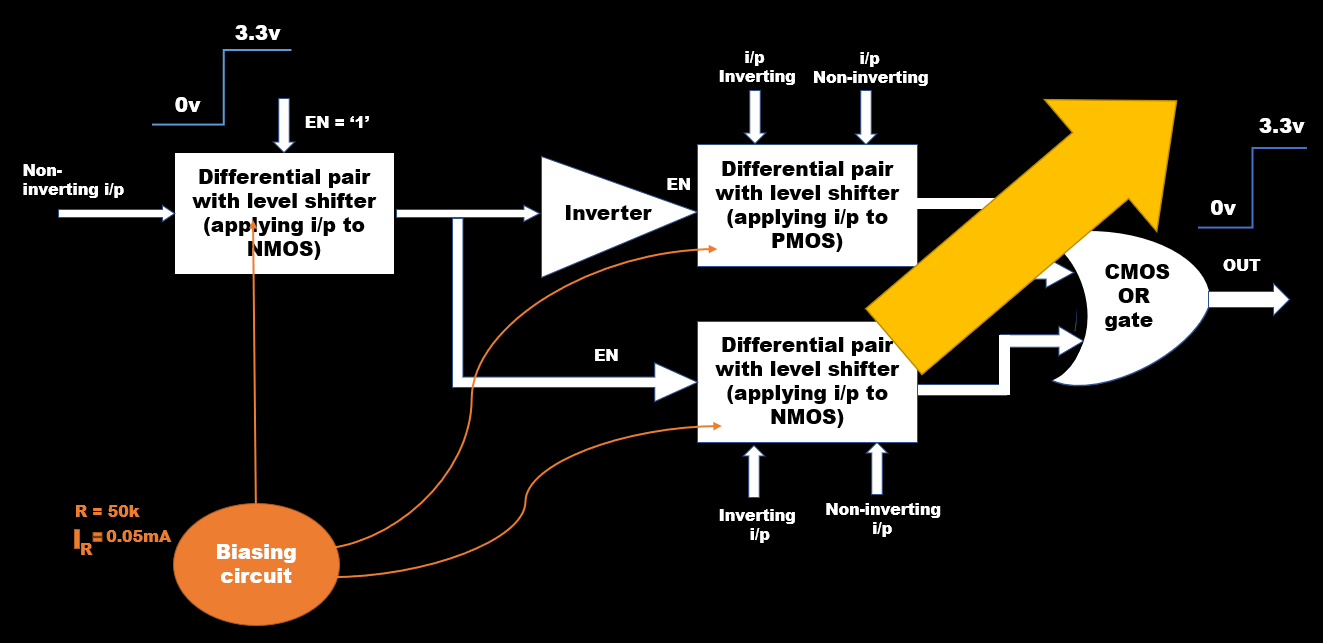 3.3v
0v
EN = ‘1’
Non-
inverting i/p
Differential pair
with level shifter
(applying i/p to
NMOS)
Inverter
EN
i/p
Inverting
i/p
Non-inverting
Differential pair
with level shifter
(applying i/p to
PMOS)
3.3v
0v
CMOS
OR
gate
OUT
EN
Differential pair
with level shifter
(applying i/p to
NMOS)
Inverting
i/p
Non-inverting
i/p
R = 50k
IR = 0.05mA
Biasing
circuit